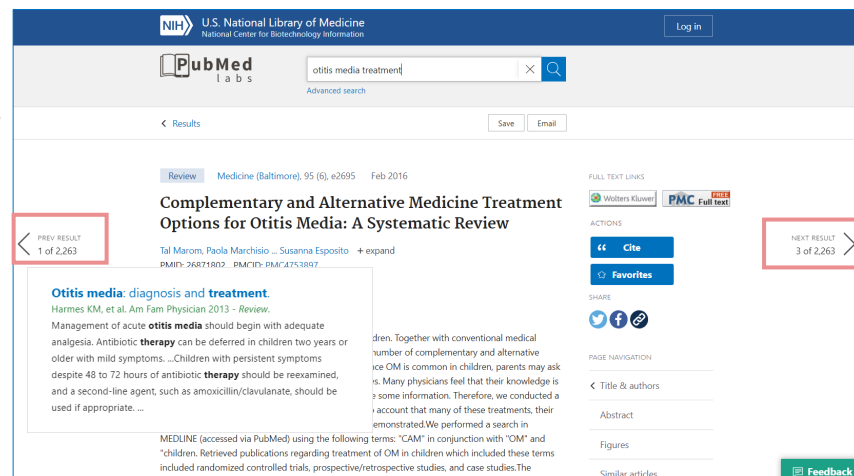 NIH
U.S. National Library of Medicine
National Center for Biotechnology Information
Log in
PubMed
labs
otitis media treatment
Advanced search
Results
Save
Email
Review Medicine (Baltimore), 95 (6), e2695 Feb 2016
Complementary and Alternative Medicine Treatment
Options for Otitis Media: A Systematic Review
Tal Marom, Paola Marchisio ... Susanna Esposito + expand
PMID: 26871802 PMCID: PMC4753897
PREV RESULT
1 of 2,263
Otitis media: diagnosis and treatment.
Harmes KM, et al. Am Fam Physician 2013 - Review.
Management of acute otitis media should begin with adequate
analgesia. Antibiotic therapy can be deferred in children two years or
older with mild symptoms. ...Children with persistent symptoms
despite 48 to 72 hours of antibiotic therapy should be reexamined,
and a second-line agent, such as amoxicillin/clavulanate, should be
used if appropriate. ...
dren. Together with conventional medical
number of complementary and alternative
ce OM is common in children, parents may ask
s. Many physicians feel that their knowledge is
e some information. Therefore, we conducted a
account that many of these treatments, their
emonstrated.We performed a search in
MEDLINE (accessed via PubMed) using the following terms: "CAM" in conjunction with "OM" and
"children. Retrieved publications regarding treatment of OM in children which included these terms
included randomized controlled trials, prospective/retrospective studies, and case studies.The
FULL TEXT LINKS
Wolters Kluwer
PMC FREE Full text
ACTIONS
Cite
Favorites
SHARE
PAGE NAVIGATION
Title & authors
Abstract
Figures
Similar articles
NEXT RESULT
3 of 2,263
Feedback